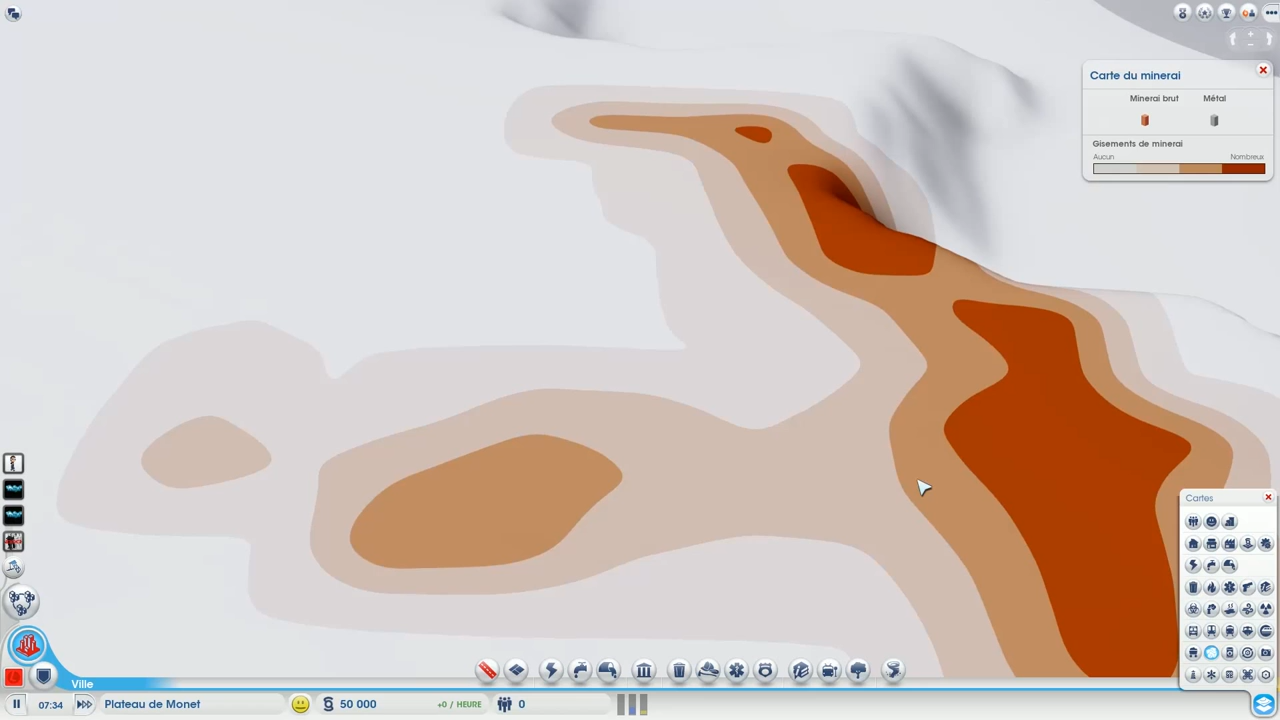 Carte du minerai
Minerai brut Métal
Gisements de minerai
Aucun Nombreux
Cartes
Ville
07:34 Plateau de Monet 50 000 +0 / HEURE 0